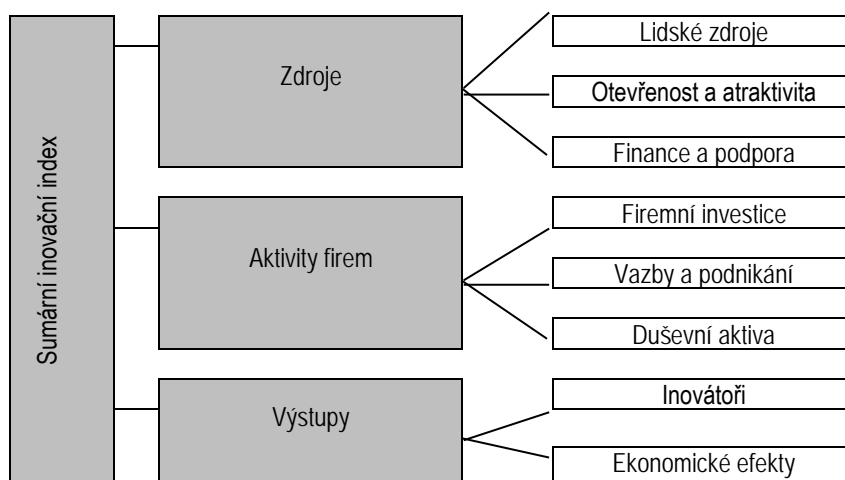 Sumární inovační index
Zdroje
Lidské zdroje
Otevřenost a atraktivita
Finance a podpora
Aktivity firem
Firemní investice
Vazby a podnikání
Duševní aktiva
Výstupy
Inovátoři
Ekonomické efekty